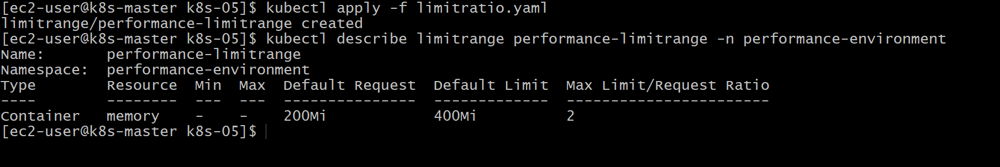 [ec2-user@k8s-master k8s-05]$ kubectl apply -f limitratio.yaml
limitrange/performance-limitrange created
[ec2-user@k8s-master k8s-05]$ kubectl describe limitrange performance-limitrange -n performance-environment
Name:       performance-limitrange
Namespace:  performance-environment
Type        Resource  Min  Max  Default Request  Default Limit  Max Limit/Request Ratio
----        --------  ---  ---  ---------------  -------------  -----------------------
Container   memory    -    -    200Mi            400Mi          2
[ec2-user@k8s-master k8s-05]$